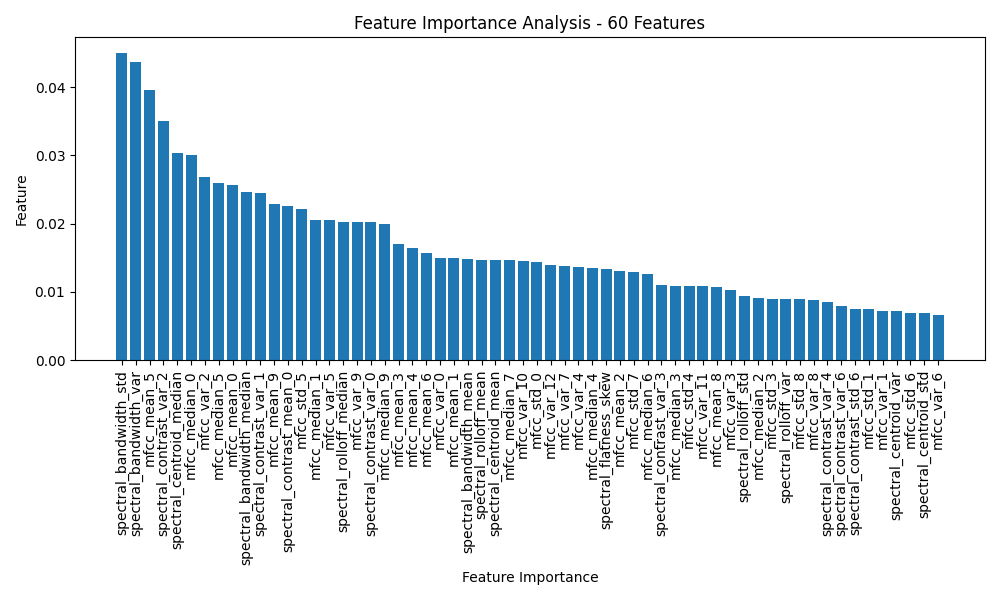 Feature Importance Analysis - 60 Features
Feature
0.04
0.03
0.02
0.01
0.00
spectral_bandwidth_std
spectral_bandwidth_var
mfcc_mean_5
spectral_contrast_var_2
spectral_centroid_median
mfcc_median_0
mfcc_var_2
mfcc_median_5
mfcc_mean_0
spectral_bandwidth_median
spectral_contrast_var_1
mfcc_mean_9
spectral_contrast_mean_0
mfcc_std_5
mfcc_median_1
mfcc_var_5
spectral_rolloff_median
mfcc_var_9
spectral_contrast_var_0
mfcc_median_9
mfcc_mean_3
mfcc_mean_4
mfcc_mean_6
mfcc_var_0
mfcc_mean_1
spectral_bandwidth_mean
spectral_rolloff_mean
spectral_centroid_mean
mfcc_median_7
mfcc_var_10
mfcc_std_0
mfcc_var_12
mfcc_var_7
mfcc_var_4
mfcc_median_4
spectral_flatness_skew
mfcc_mean_2
mfcc_std_7
mfcc_median_6
spectral_contrast_var_3
mfcc_median_3
mfcc_std_4
mfcc_var_11
mfcc_mean_8
mfcc_var_3
spectral_rolloff_std
mfcc_median_2
mfcc_std_3
spectral_rolloff_var
mfcc_std_8
mfcc_var_8
spectral_contrast_var_4
spectral_contrast_var_6
spectral_contrast_std_6
mfcc_std_1
mfcc_var_1
spectral_centroid_var
mfcc_std_6
spectral_centroid_std
mfcc_var_6
Feature Importance